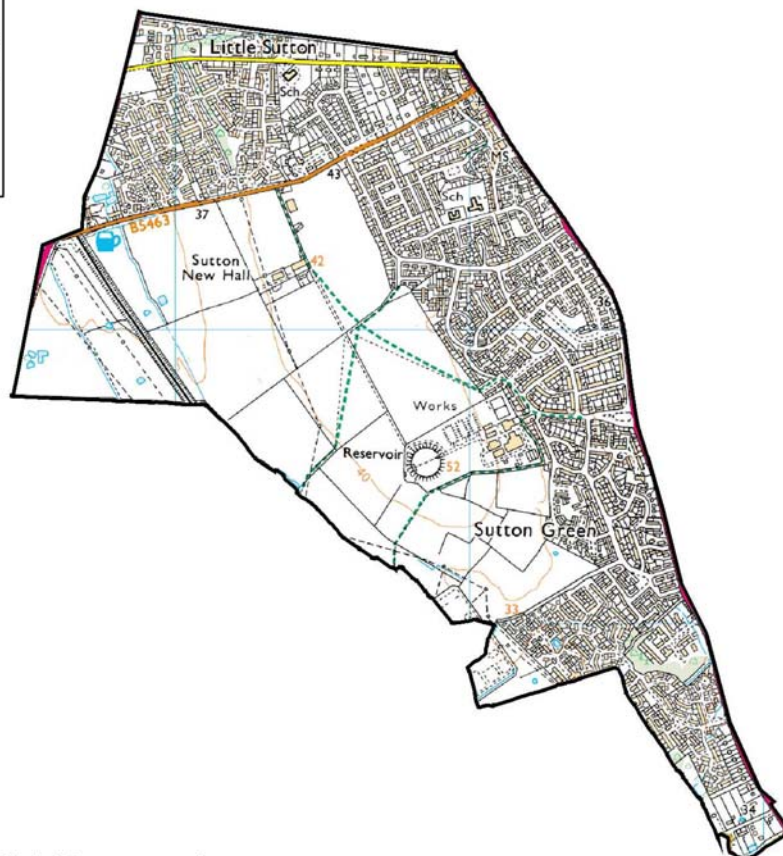 Little Sutton
Sch
43
MS
Sch
37
B5463
42
Sutton
New Hall
36
Works
Reservoir
52
40
Sutton Green
33
34